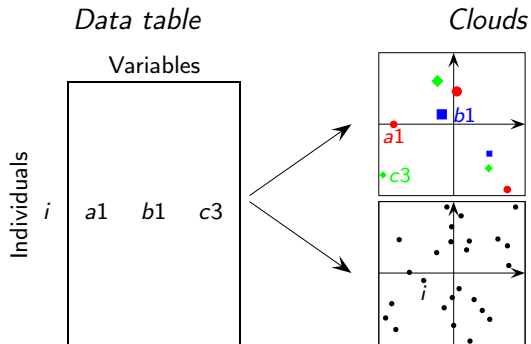 Data table
Clouds
Variables
Individuals
i a1 b1 c3
b1
a1
c3
i